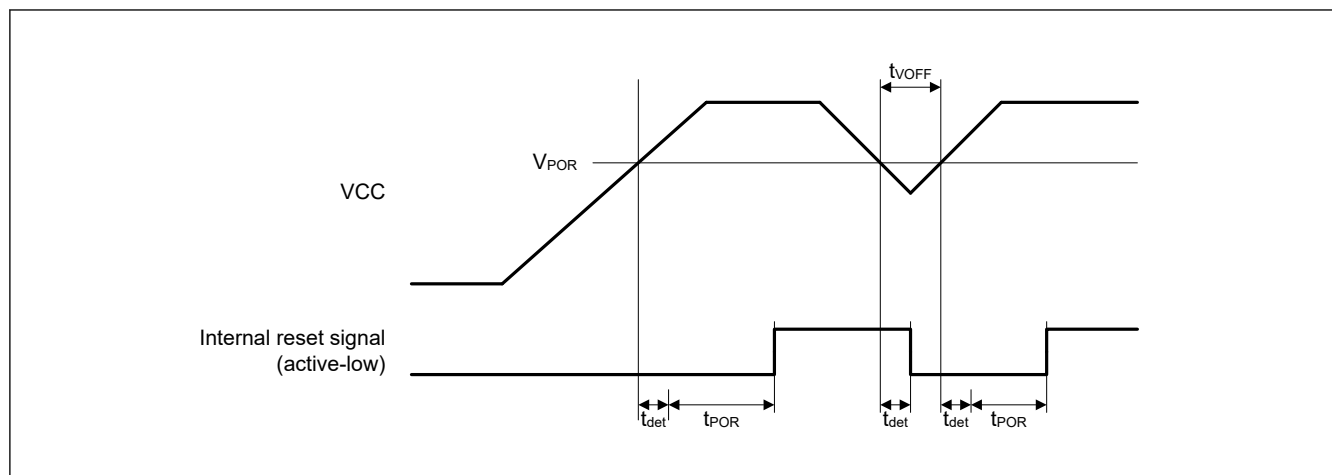 tVOFF
VPOR
VCC
Internal reset signal
(active-low)
tdet
tPOR
tdet
tdet
tPOR